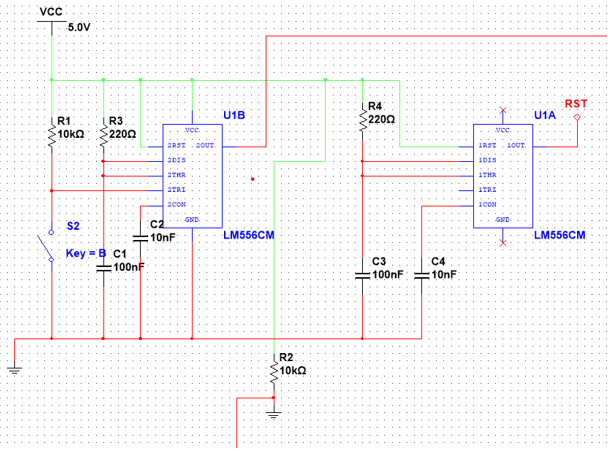 VCC
5.0V
R1
10kΩ
R3
220Ω
U1B
VCC
2RST
2OUT
2DIS
2THR
2TRI
2CON
GND
LM556CM
R4
220Ω
U1A
RST
VCC
1RST
1OUT
1DIS
1THR
1TRI
1CON
GND
LM556CM
S2
Key = B
C1
100nF
C2
10nF
C3
100nF
C4
10nF
R2
10kΩ